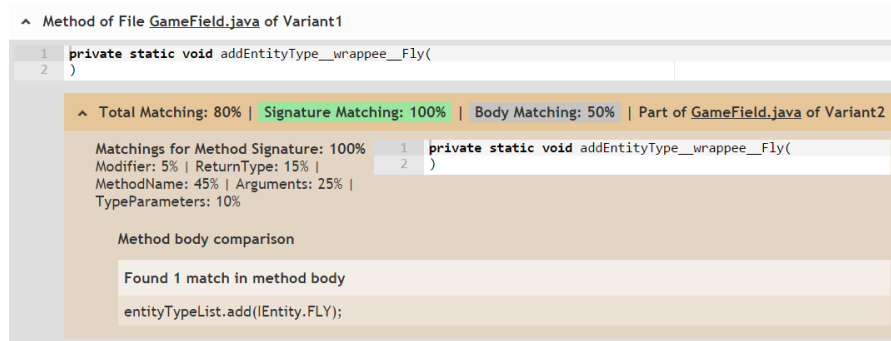 Method of File GameField.java of Variant1
1 private static void addEntityType__wrappee__Fly(
2 )
Total Matching: 80% | Signature Matching: 100% | Body Matching: 50% | Part of GameField.java of Variant2
Matchings for Method Signature: 100%
Modifier: 5% | ReturnType: 15% |
MethodName: 45% | Arguments: 25% |
TypeParameters: 10%
1 private static void addEntityType__wrappee__Fly(
2 )
Method body comparison
Found 1 match in method body
entityTypeList.add(IEntity.FLY);